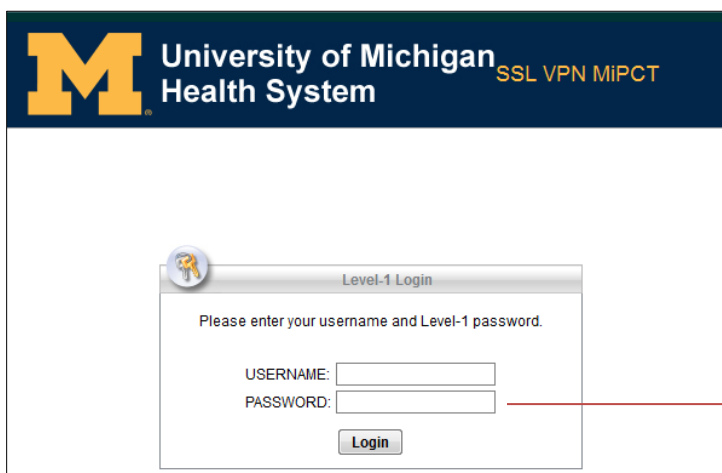 M
University of Michigan
Health System
SSL VPN MiPCT
Level-1 Login
Please enter your username and Level-1 password.
USERNAME:
PASSWORD:
Login